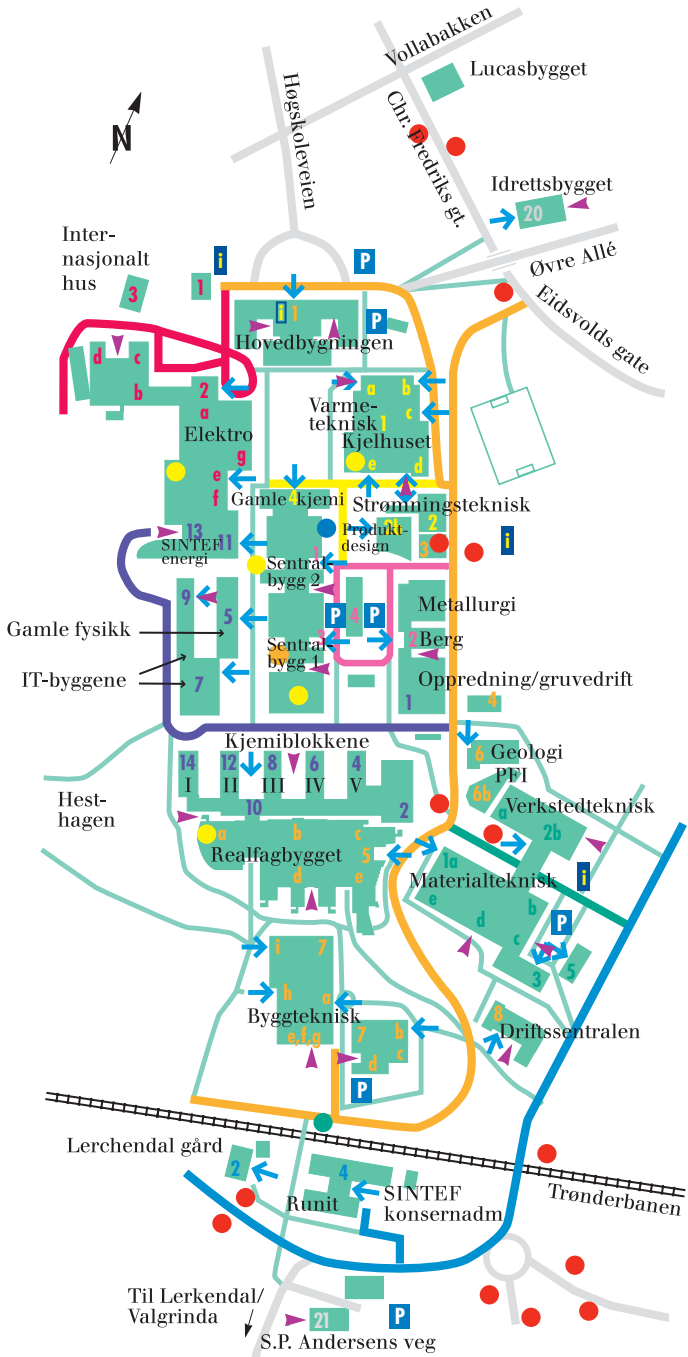 Vollabakken
Lucasbygget
Høgskoleveien
Chr. Fredriks gt.
N
Idrettsbygget
20
Inter-
nasjonalt
hus
i
P
Øvre Allé
Eidsvolds gate
3
1
i 1
P
Hovedbygningen
d
c
b
2
a
Elektro
g
e
f
a
b
Varme-
teknisk
c
1
Kjelhuset
e
d
Gamle kjemi
4
Strømningsteknisk
13
SINTEF
energi
11
Produkt-
design
2
3
i
1
Sentral-
bygg 2
9
5
Gamle fysikk
P
P
4
3
Metallurgi
2
Berg
IT-byggene
7
Sentral-
bygg 1
Oppredning/gruvedrift
1
4
Kjemiblokkene
14
12
8
6
4
I
II
III
IV
V
10
2
6
Geologi
PFI
6b
Hest-
hagen
a
Verkstedteknisk
2b
a
b
c
Realfagbygget
5
d
e
1a
Materialteknisk
i
e
b
d
c
P
3
5
i
7
h
a
Byggteknisk
e,f,g
7
b
c
d
8
Driftssentralen
P
Lerchendal gård
2
4
Runit
SINTEF
konsernadm
Trønderbanen
Til Lerkendal/
Valgrinda
21
P
S.P. Andersens veg